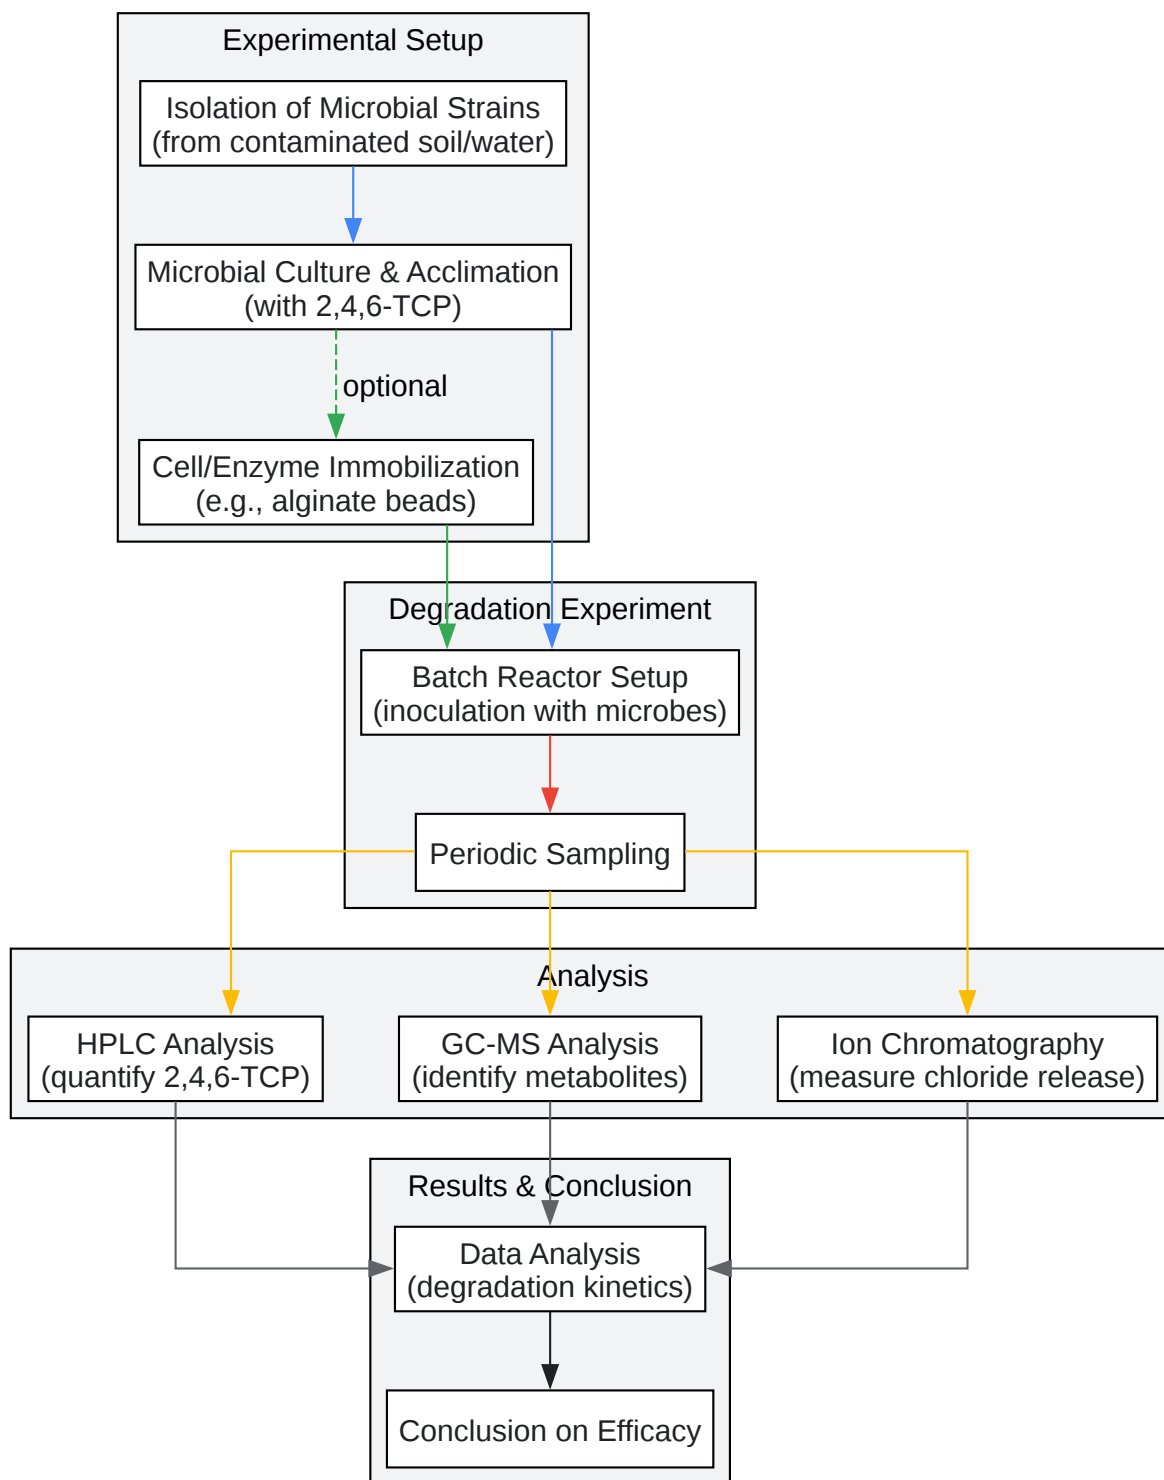 Experimental Setup
Isolation of Microbial Strains
(from contaminated soil/water)
Microbial Culture & Acclimation
(with 2,4,6-TCP)
optional
Cell/Enzyme Immobilization
(e.g., alginate beads)
Degradation Experiment
Batch Reactor Setup
(inoculation with microbes)
Periodic Sampling
Analysis
HPLC Analysis
(quantify 2,4,6-TCP)
GC-MS Analysis
(identify metabolites)
Ion Chromatography
(measure chloride release)
Results & Conclusion
Data Analysis
(degradation kinetics)
Conclusion on Efficacy